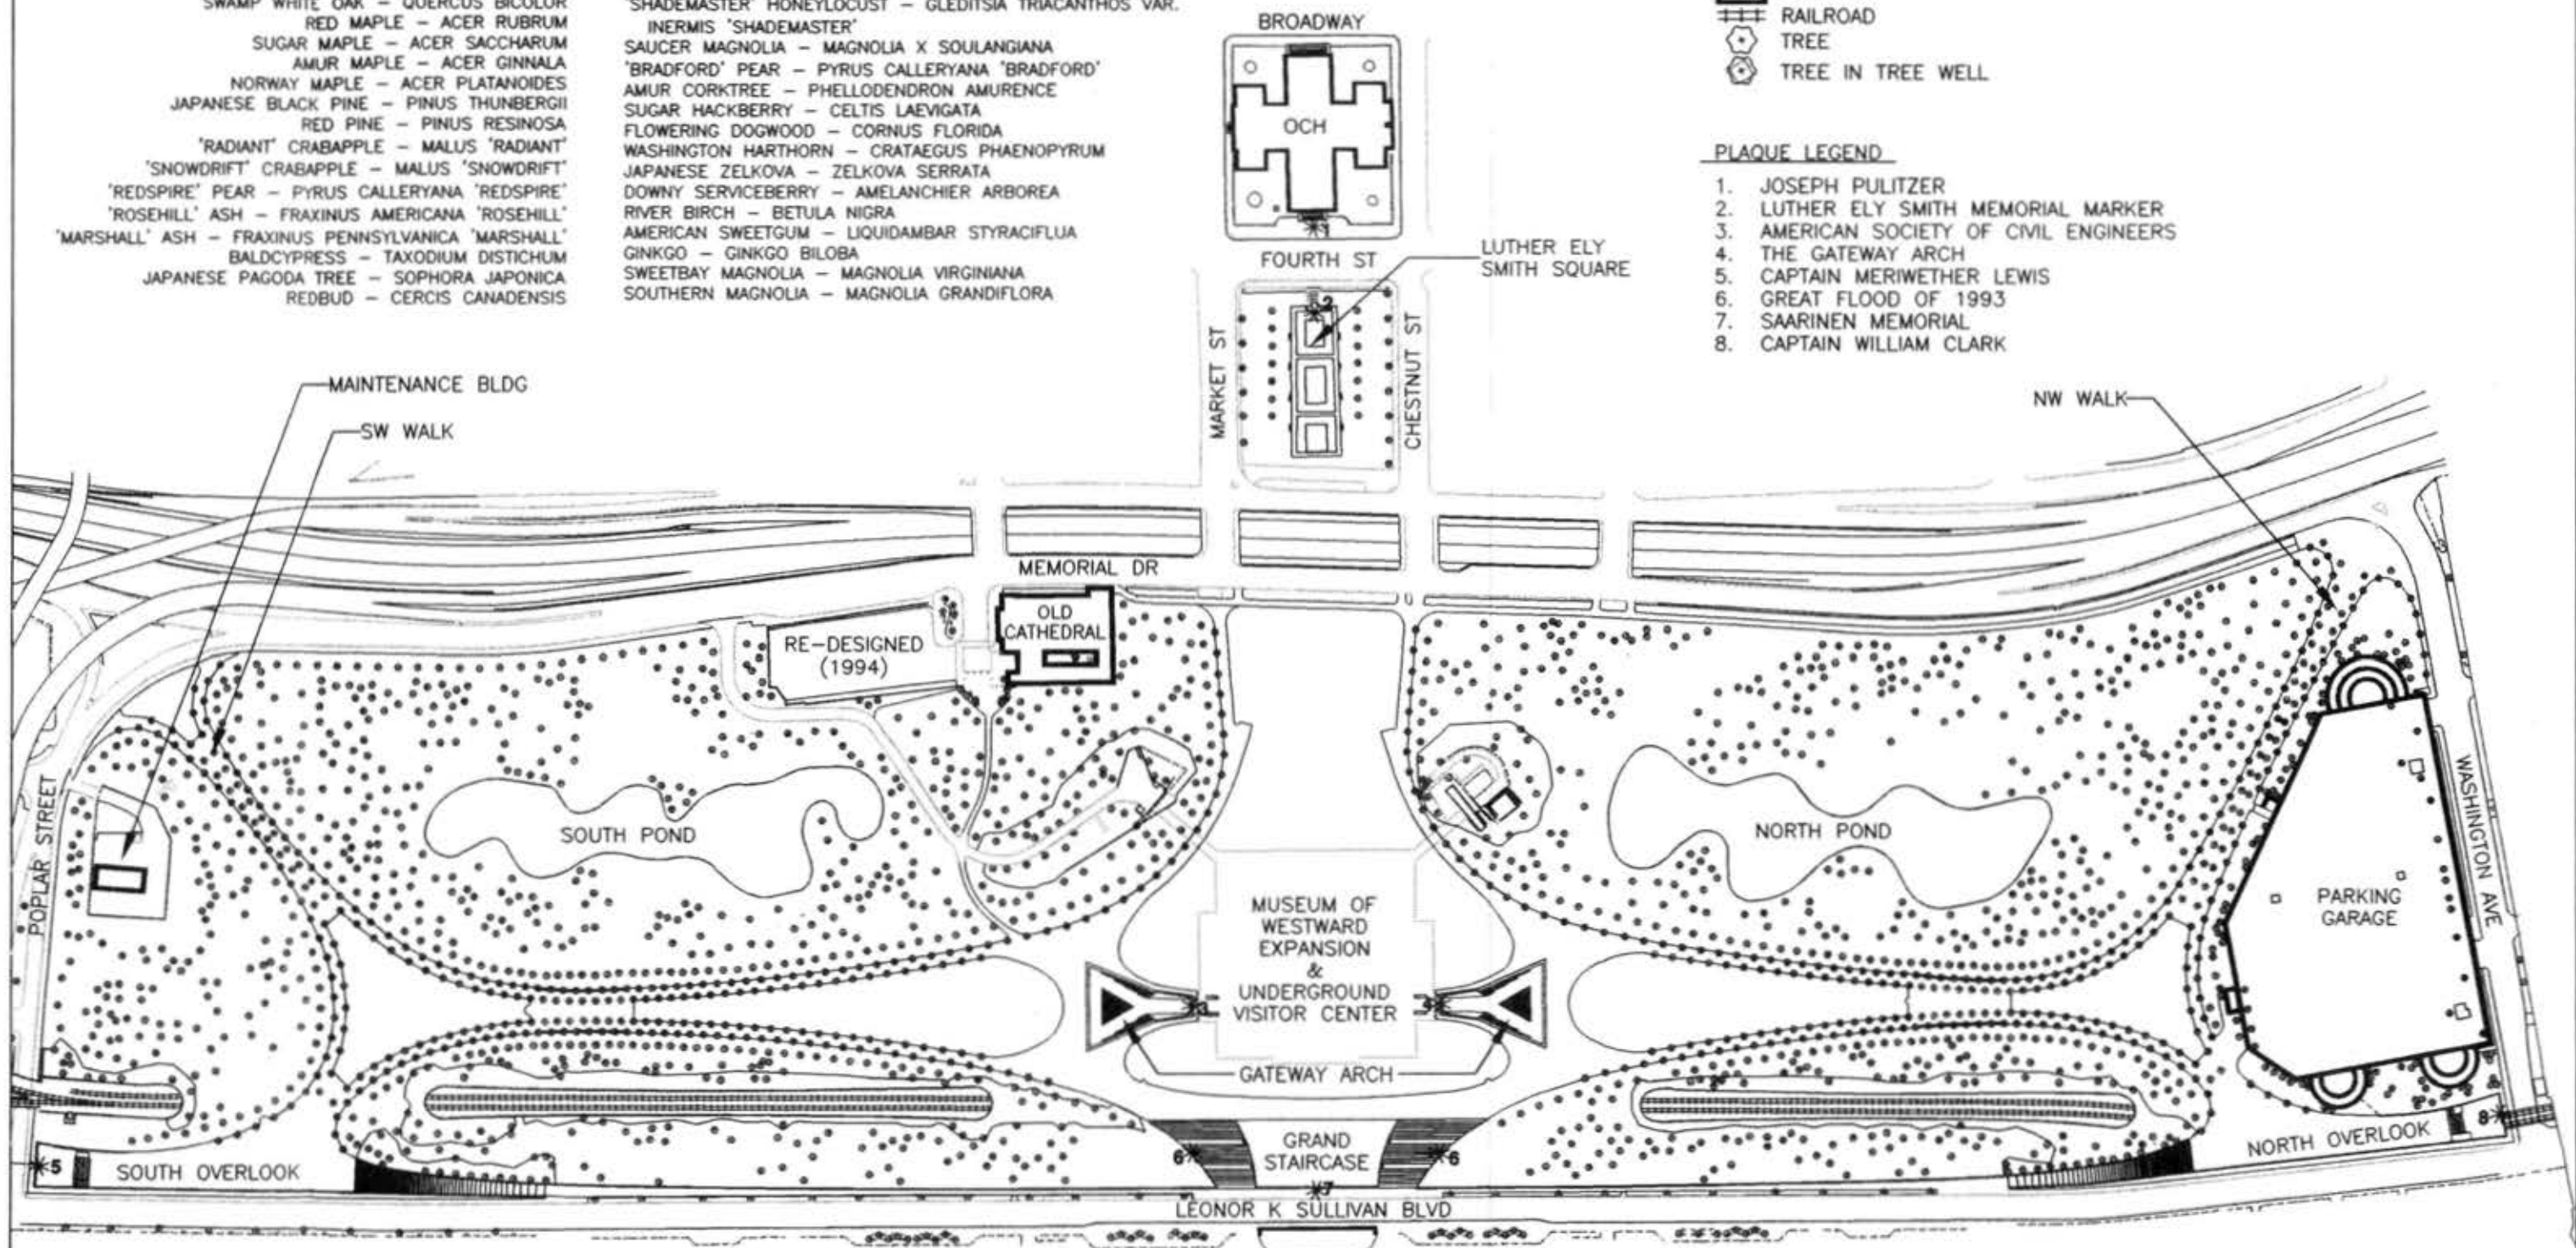 SWAMP WHITE OAK – QUERCUS BICOLOR
RED MAPLE – ACER RUBRUM
SUGAR MAPLE – ACER SACCHARUM
AMUR MAPLE – ACER GINNALA
NORWAY MAPLE – ACER PLATANOIDES
JAPANESE BLACK PINE – PINUS THUNBERGII
RED PINE – PINUS RESINOSA
'RADIANT' CRABAPPLE – MALUS 'RADIANT'
'SNOWDRIFT' CRABAPPLE – MALUS 'SNOWDRIFT'
'REDSPIRE' PEAR – PYRUS CALLERYANA 'REDSPIRE'
'ROSEHILL' ASH – FRAXINUS AMERICANA 'ROSEHILL'
'MARSHALL' ASH – FRAXINUS PENNSYLVANICA 'MARSHALL'
BALDCYPRESS – TAXODIUM DISTICHUM
JAPANESE PAGODA TREE – SOPHORA JAPONICA
REDBUD – CERCIS CANADENSIS
'SHADEMASTER' HONEYLOCUST – GLEDITSIA TRIACANTHOS VAR.
INERMIS 'SHADEMASTER'
SAUCER MAGNOLIA – MAGNOLIA X SOULANGIANA
'BRADFORD' PEAR – PYRUS CALLERYANA 'BRADFORD'
AMUR CORKTREE – PHELLODENDRON AMURENCE
SUGAR HACKBERRY – CELTIS LAEVIGATA
FLOWERING DOGWOOD – CORNUS FLORIDA
WASHINGTON HARTHORN – CRATAEGUS PHAENOPYRUM
JAPANESE ZELKOVA – ZELKOVA SERRATA
DOWNY SERVICEBERRY – AMELANCHIER ARBOREA
RIVER BIRCH – BETULA NIGRA
AMERICAN SWEETGUM – LIQUIDAMBAR STYRACIFLUA
GINKGO – GINKGO BILOBA
SWEETBAY MAGNOLIA – MAGNOLIA VIRGINIANA
SOUTHERN MAGNOLIA – MAGNOLIA GRANDIFLORA
BROADWAY
OCH
1
FOURTH ST
LUTHER ELY
SMITH SQUARE
2
MARKET ST
CHESTNUT ST
RAILROAD
TREE
TREE IN TREE WELL
PLAQUE LEGEND
1. JOSEPH PULITZER
2. LUTHER ELY SMITH MEMORIAL MARKER
3. AMERICAN SOCIETY OF CIVIL ENGINEERS
4. THE GATEWAY ARCH
5. CAPTAIN MERIWETHER LEWIS
6. GREAT FLOOD OF 1993
7. SAARINEN MEMORIAL
8. CAPTAIN WILLIAM CLARK
MAINTENANCE BLDG
SW WALK
NW WALK
MEMORIAL DR
OLD
CATHEDRAL
RE-DESIGNED
(1994)
POPLAR STREET
SOUTH POND
NORTH POND
WASHINGTON AVE
PARKING
GARAGE
MUSEUM OF
WESTWARD
EXPANSION
&
UNDERGROUND
VISITOR CENTER
3
4
GATEWAY ARCH
GRAND
STAIRCASE
6
6
7
5
SOUTH OVERLOOK
NORTH OVERLOOK
8
LEONOR K SULLIVAN BLVD